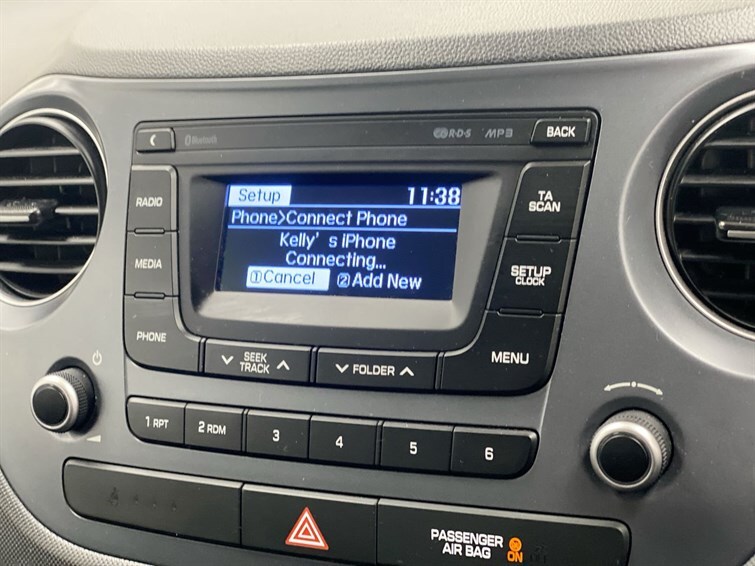 Bluetooth
R·D·S
MP3
BACK
RADIO
MEDIA
PHONE
Setup
11:38
Phone>Connect Phone
Kelly's iPhone
Connecting...
①Cancel
②Add New
TA
SCAN
SETUP
CLOCK
MENU
SEEK
TRACK
FOLDER
1 RPT
2 RDM
3
4
5
6
PASSENGER
AIR BAG
ON